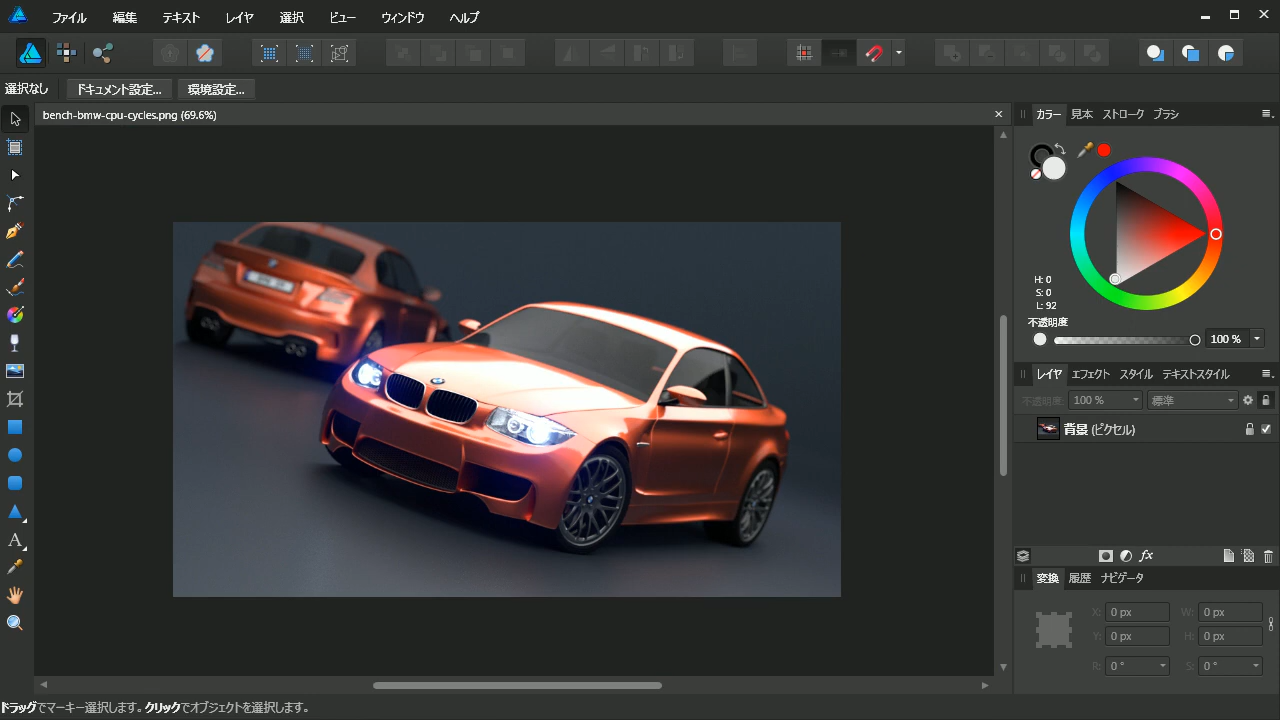 ファイル 編集 テキスト レイヤ 選択 ビュー ウィンドウ ヘルプ
選択なし ドキュメント設定... 環境設定...
bench-bmw-cpu-cycles.png (69.6%)
カラー 見本 ストローク ブラシ
H: 0
S: 0
L: 92
不透明度
100 %
レイヤ エフェクト スタイル テキストスタイル
不透明度: 100 % 標準
背景 (ピクセル)
fx
変換 履歴 ナビゲータ
X: 0 px W: 0 px
Y: 0 px H: 0 px
R: 0 ° S: 0 °
ドラッグでマーキー選択します。クリックでオブジェクトを選択します。